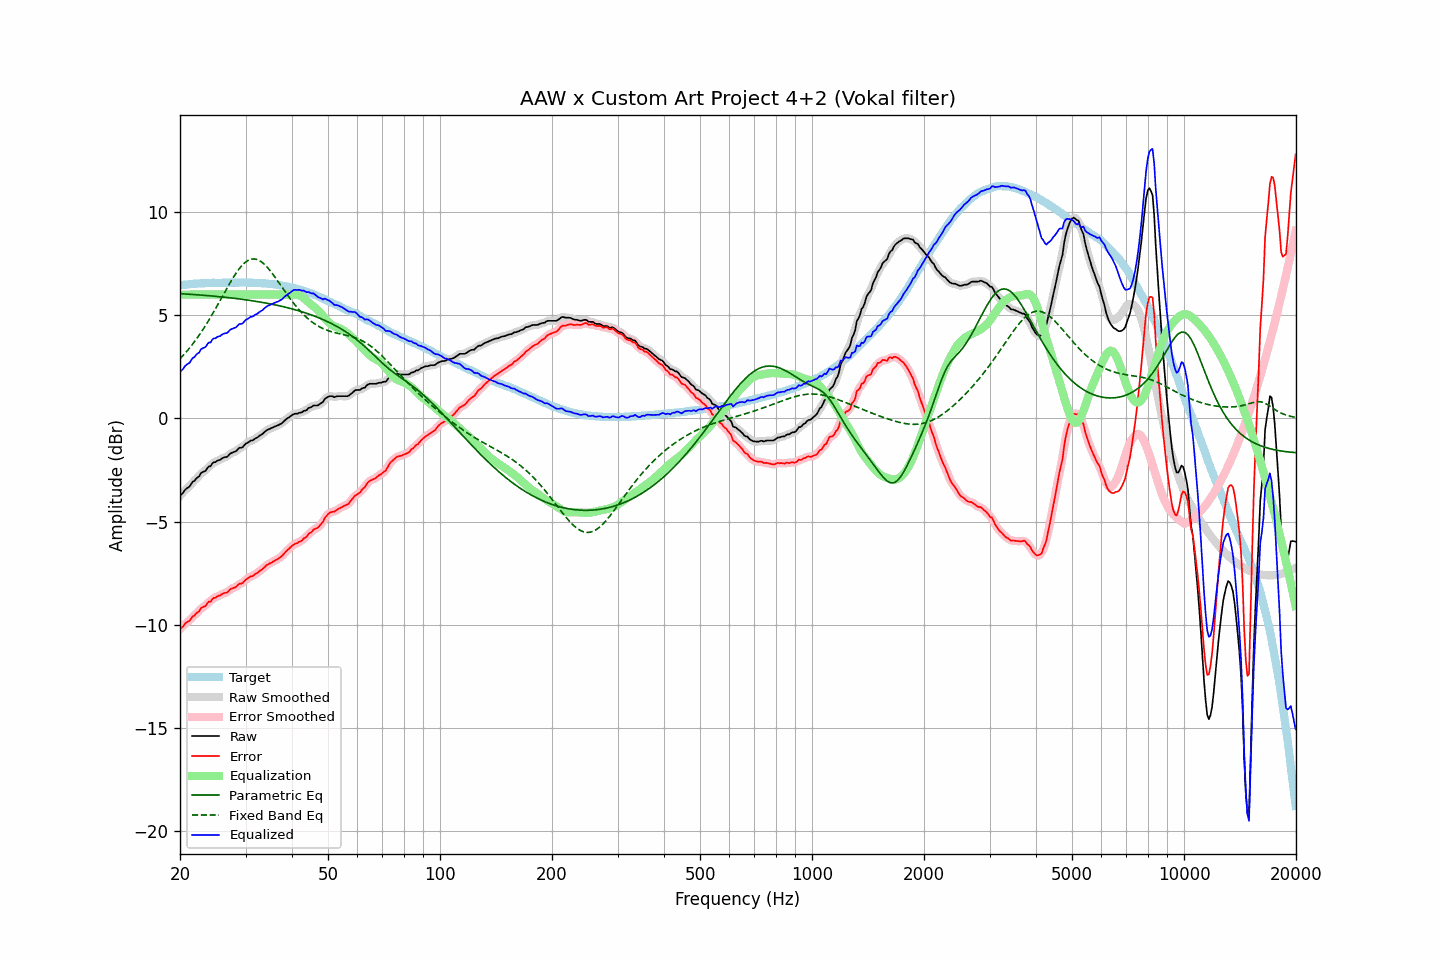 AAW x Custom Art Project 4+2 (Vokal filter)
Amplitude (dBr)
10
5
0
−5
−10
−15
−20
Target
Raw Smoothed
Error Smoothed
Raw
Error
Equalization
Parametric Eq
Fixed Band Eq
Equalized
20 50 100 200 500 1000 2000 5000 10000 20000
Frequency (Hz)